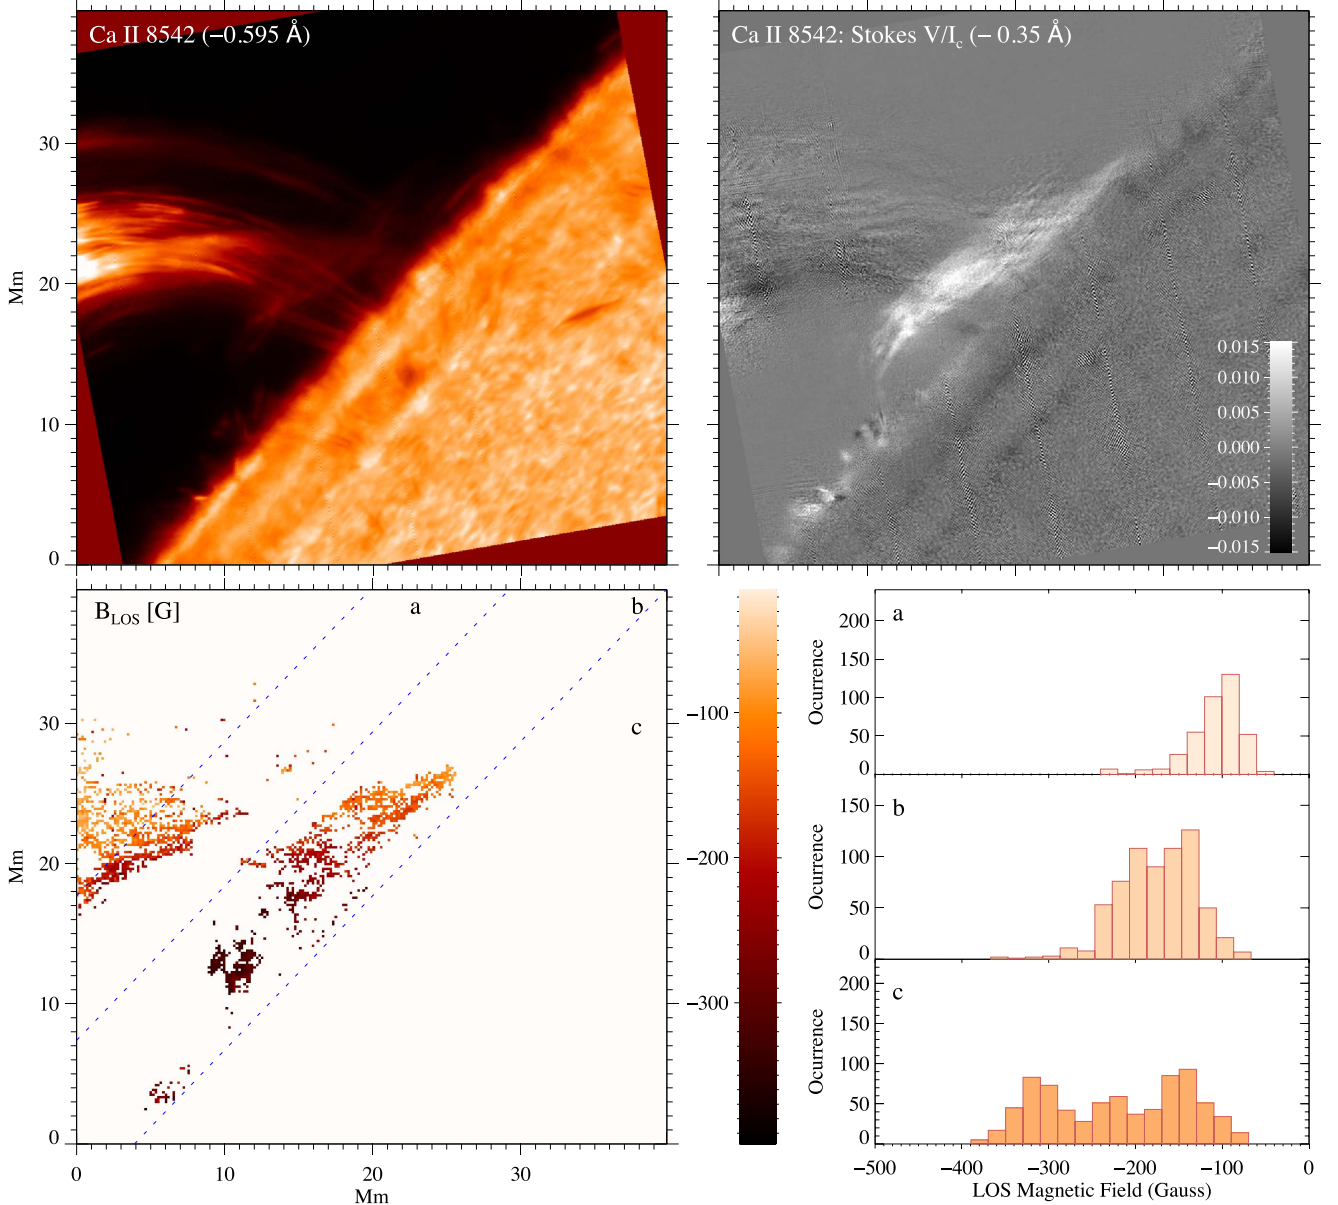 Ca II 8542 (−0.595 Å)
Ca II 8542: Stokes V/Ic (− 0.35 Å)
30
20
10
0
Mm
0.015
0.010
0.005
0.000
−0.005
−0.010
−0.015
BLOS [G]
a
b
c
30
20
10
0
Mm
0
10
20
30
Mm
−100
−200
−300
a
200
150
100
50
0
Ocurrence
b
150
100
50
0
Ocurrence
c
200
150
100
50
0
Ocurrence
−500
−400
−300
−200
−100
0
LOS Magnetic Field (Gauss)